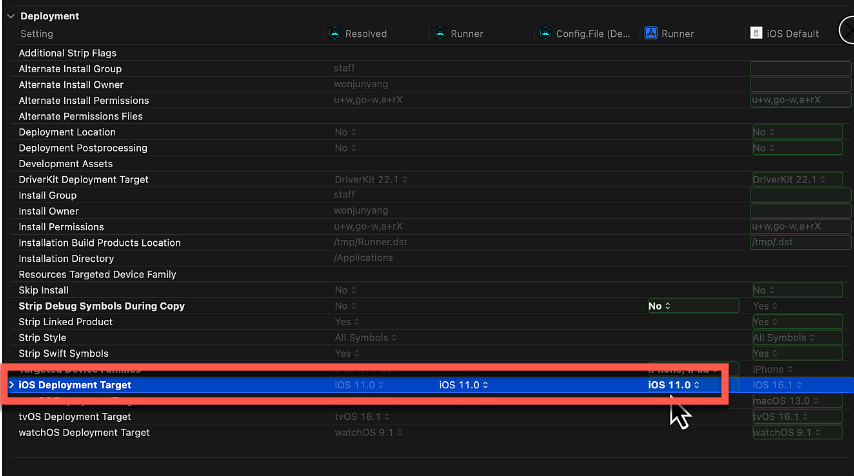 Deployment
Setting Resolved Runner Config.File (De... Runner iOS Default
Additional Strip Flags
Alternate Install Group staff
Alternate Install Owner wonjunyang
Alternate Install Permissions u+w,go-w,a+rX u+w,go-w,a+rX
Alternate Permissions Files
Deployment Location No No
Deployment Postprocessing No No
Development Assets
DriverKit Deployment Target DriverKit 22.1 DriverKit 22.1
Install Group staff
Install Owner wonjunyang
Install Permissions u+w,go-w,a+rX u+w,go-w,a+rX
Installation Build Products Location /tmp/Runner.dst /tmp/.dst
Installation Directory /Applications
Resources Targeted Device Family
Skip Install No No
Strip Debug Symbols During Copy No No Yes
Strip Linked Product Yes Yes
Strip Style All Symbols All Symbols
Strip Swift Symbols Yes Yes
Targeted Device Families iPhone, iPad iPhone
iOS Deployment Target iOS 11.0 iOS 11.0 iOS 11.0 iOS 16.1
Deployment Target macOS 13.0
tvOS Deployment Target tvOS 16.1 tvOS 16.1
watchOS Deployment Target watchOS 9.1 watchOS 9.1